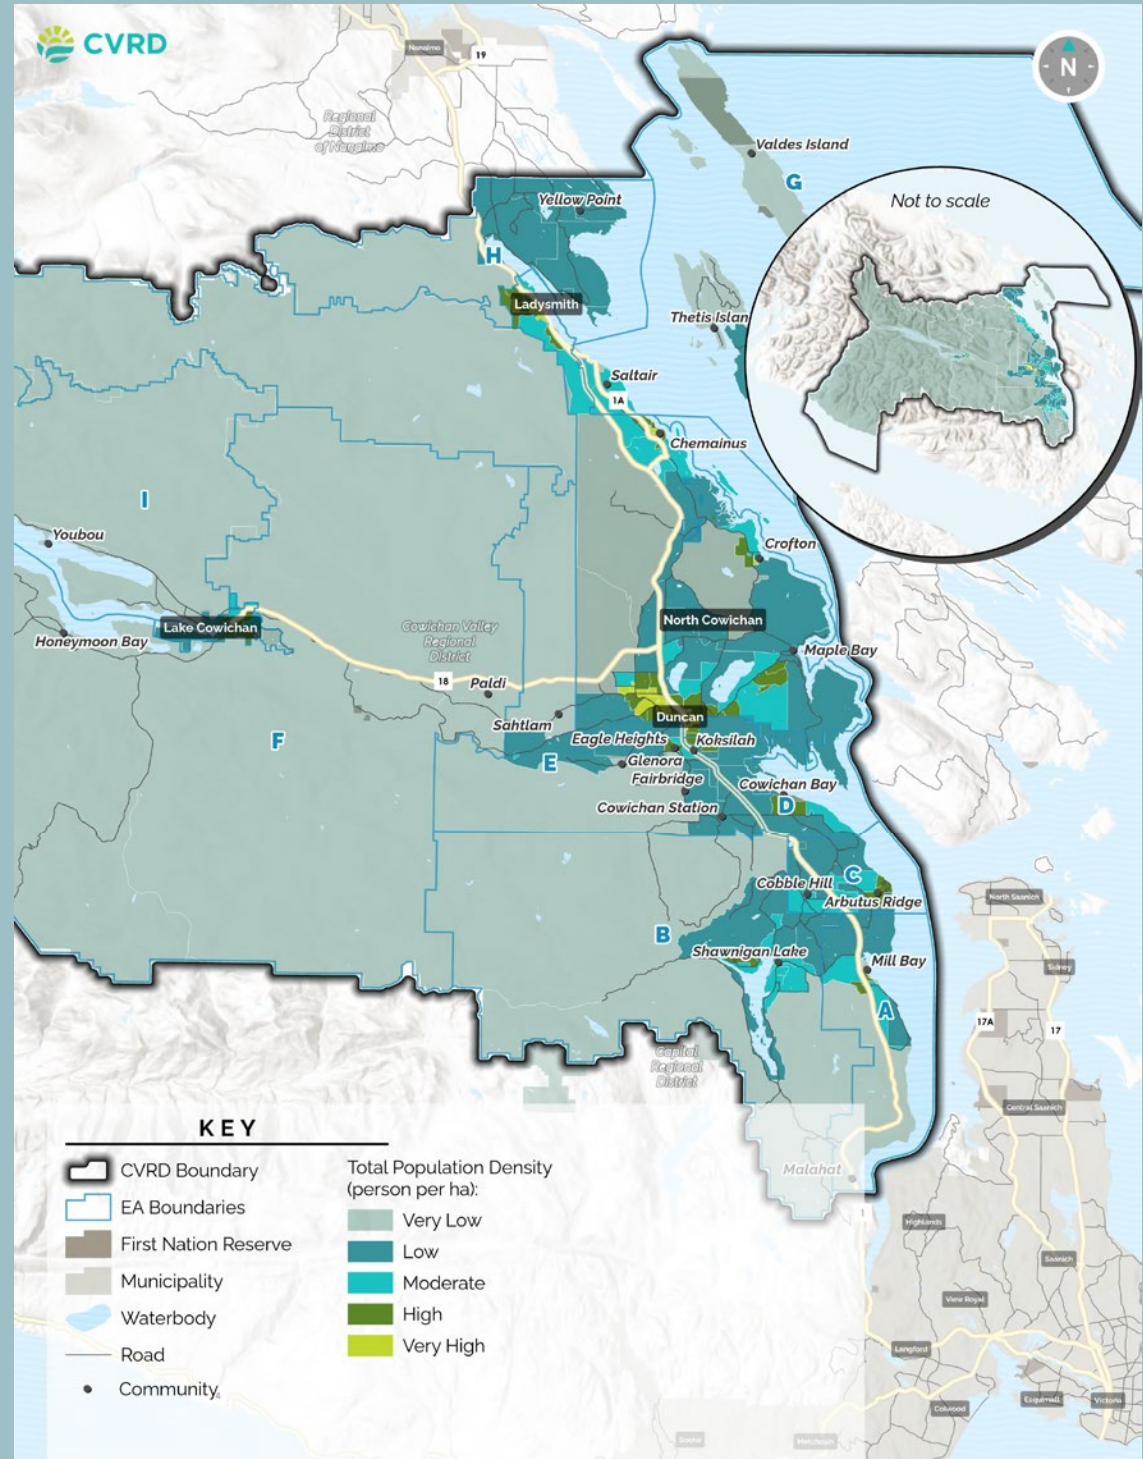 CVRD
N
Nanaimo
19
Regional
District
of Nanaimo
Valdes Island
G
Not to scale
Yellow Point
H
Ladysmith
Thetis Islan
Saltair
1A
Chemainus
I
Youbou
Crofton
Lake Cowichan
North Cowichan
Honeymoon Bay
Cowichan Valley
Regional
District
Maple Bay
18
Paldi
Sahtlam
Duncan
F
Eagle Heights
Koksilah
E
Glenora
Fairbridge
Cowichan Bay
Cowichan Station
D
C
Cobble Hill
Arbutus Ridge
North Saanich
B
Shawnigan Lake
Mill Bay
Sidney
A
17A
17
Capital
Regional
District
Central Saanich
Malahat
1
Highlands
Saanich
View Royal
Langford
Colwood
Esquimalt
Victoria
Sooke
Metchosin
KEY
CVRD Boundary
EA Boundaries
First Nation Reserve
Municipality
Waterbody
Road
Community
Total Population Density
(person per ha):
Very Low
Low
Moderate
High
Very High